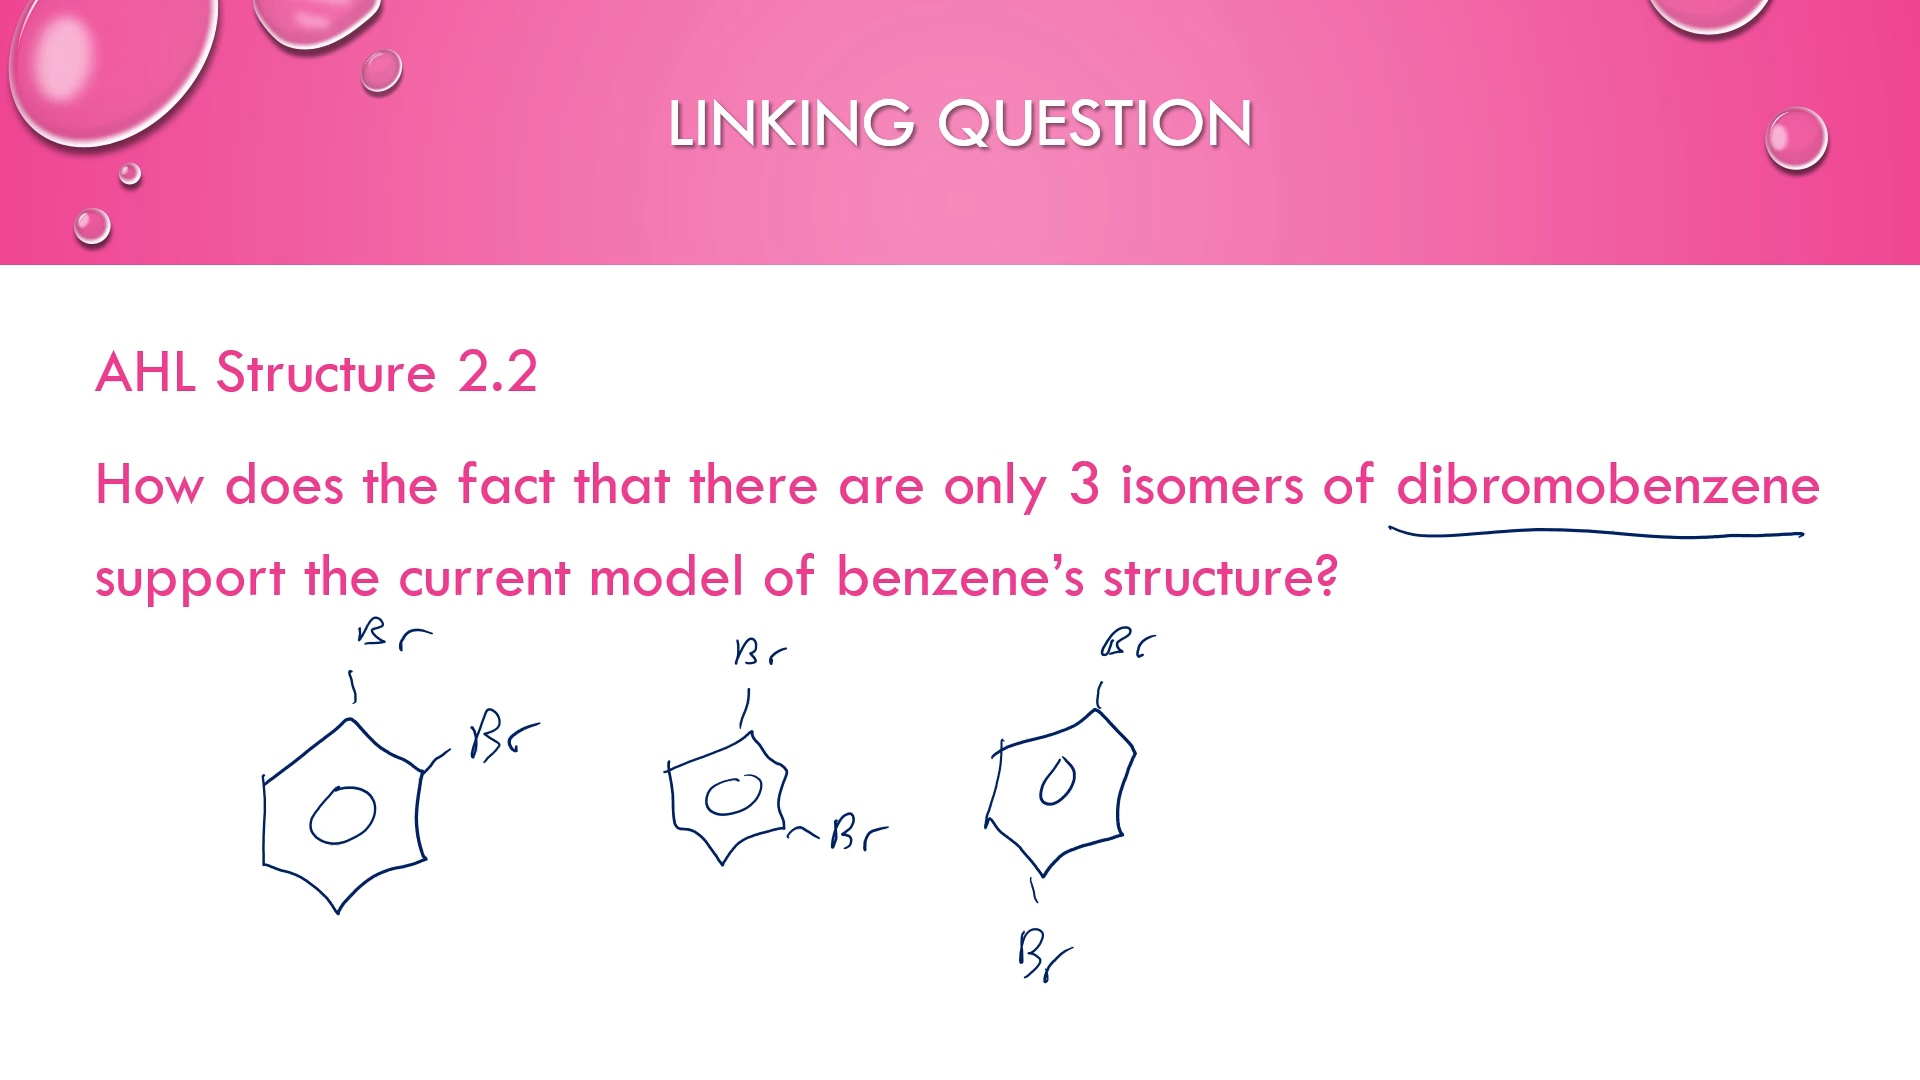 LINKING QUESTION
AHL Structure 2.2
How does the fact that there are only 3 isomers of dibromobenzene
support the current model of benzene's structure?
Br Br Br
Br
Br
Br